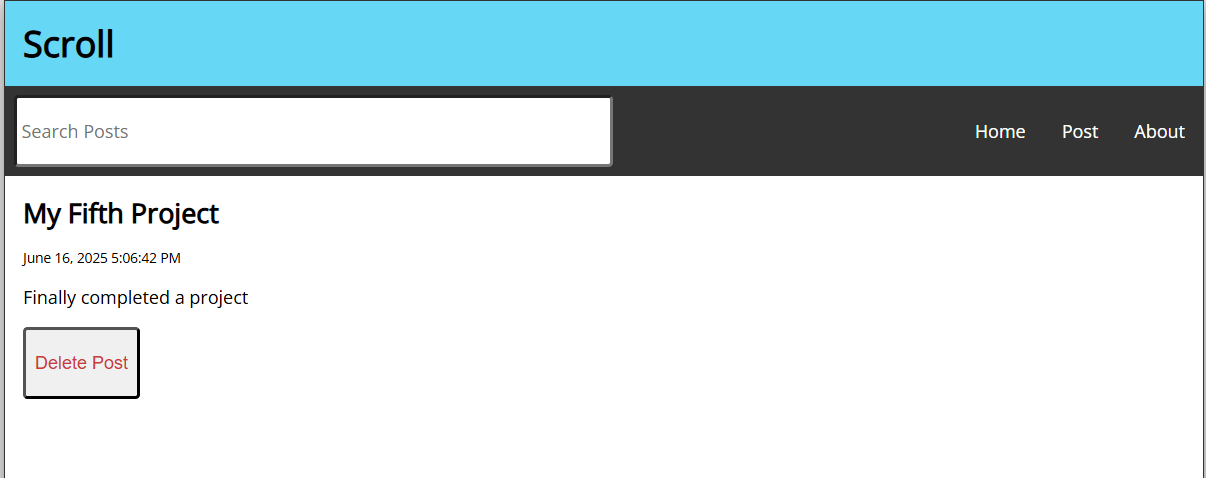 Scroll
Search Posts
Home Post About
My Fifth Project
June 16, 2025 5:06:42 PM
Finally completed a project
Delete Post